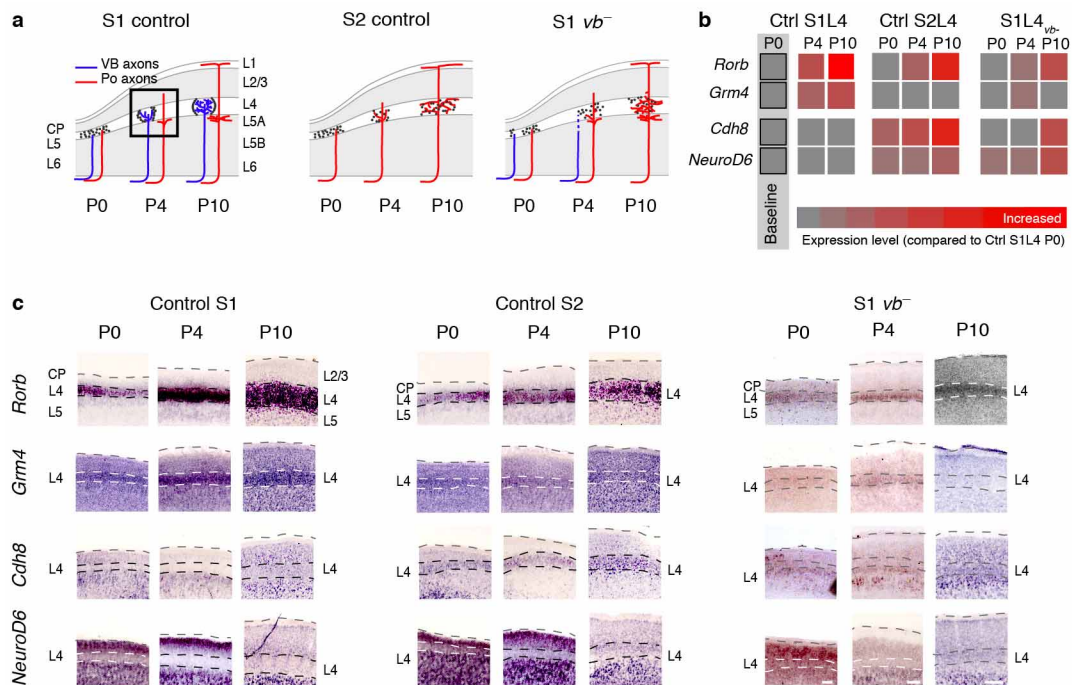 a
S1 control
S2 control
S1 vb−
VB axons
Po axons
L1
L2/3
L4
L5A
L5B
L6
CP
L5
L6
P0 P4 P10
P0 P4 P10
P0 P4 P10
b
Ctrl S1L4 Ctrl S2L4 S1L4vb-
P0 P4 P10 P0 P4 P10 P0 P4 P10
Rorb
Grm4
Cdh8
NeuroD6
Baseline
Increased
Expression level (compared to Ctrl S1L4 P0)
c
Control S1 Control S2 S1 vb−
P0 P4 P10 P0 P4 P10 P0 P4 P10
Rorb
CP
L4
L5
L2/3
L4
L5
CP
L4
L5
L4
CP
L4
L5
L4
Grm4
L4 L4 L4 L4 L4 L4
Cdh8
L4 L4 L4 L4 L4 L4
NeuroD6
L4 L4 L4 L4 L4 L4